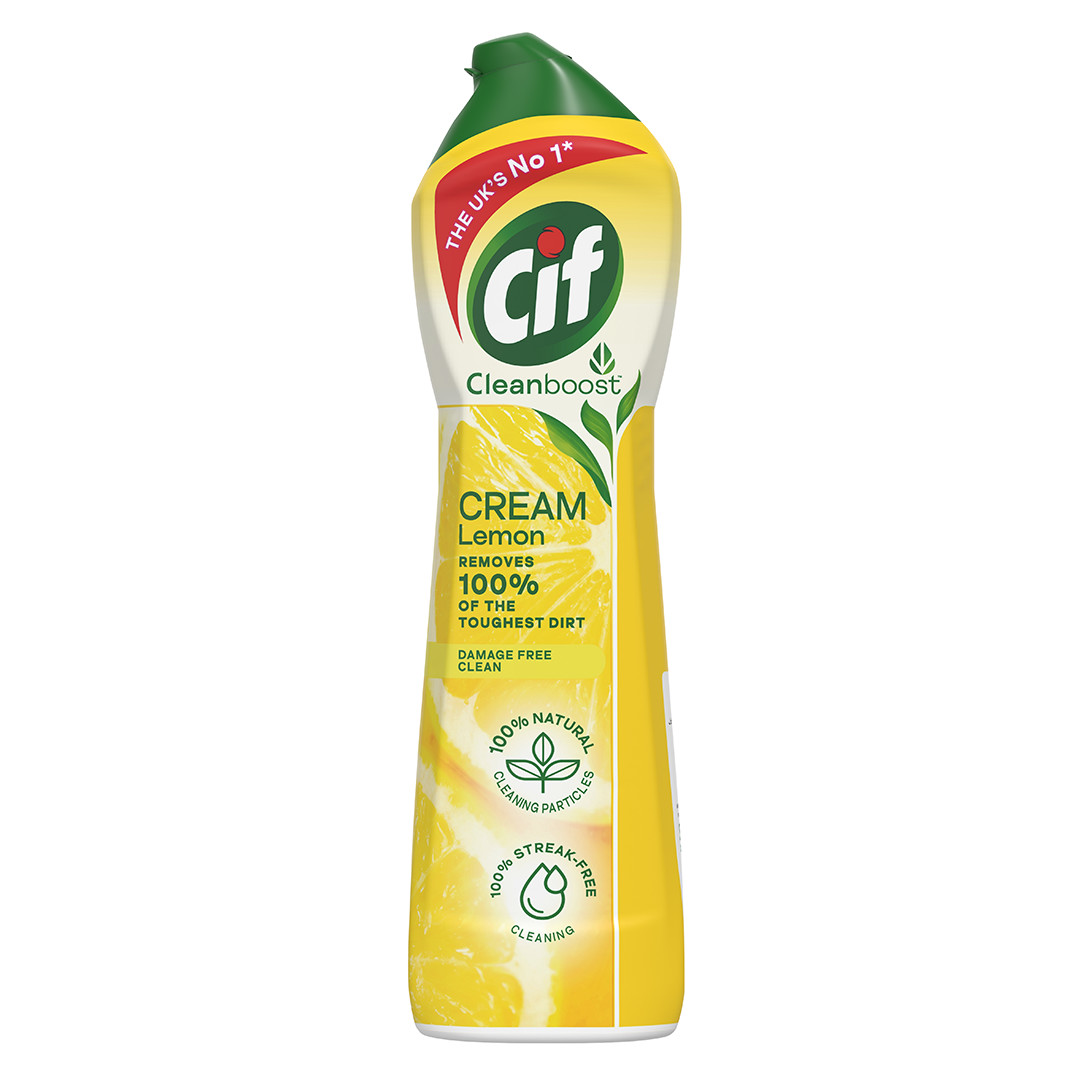 THE UK'S No 1*
Cif
Cleanboost™
CREAM
Lemon
REMOVES
100%
OF THE
TOUGHEST DIRT
DAMAGE FREE
CLEAN
100% NATURAL
CLEANING PARTICLES
100% STREAK-FREE
CLEANING